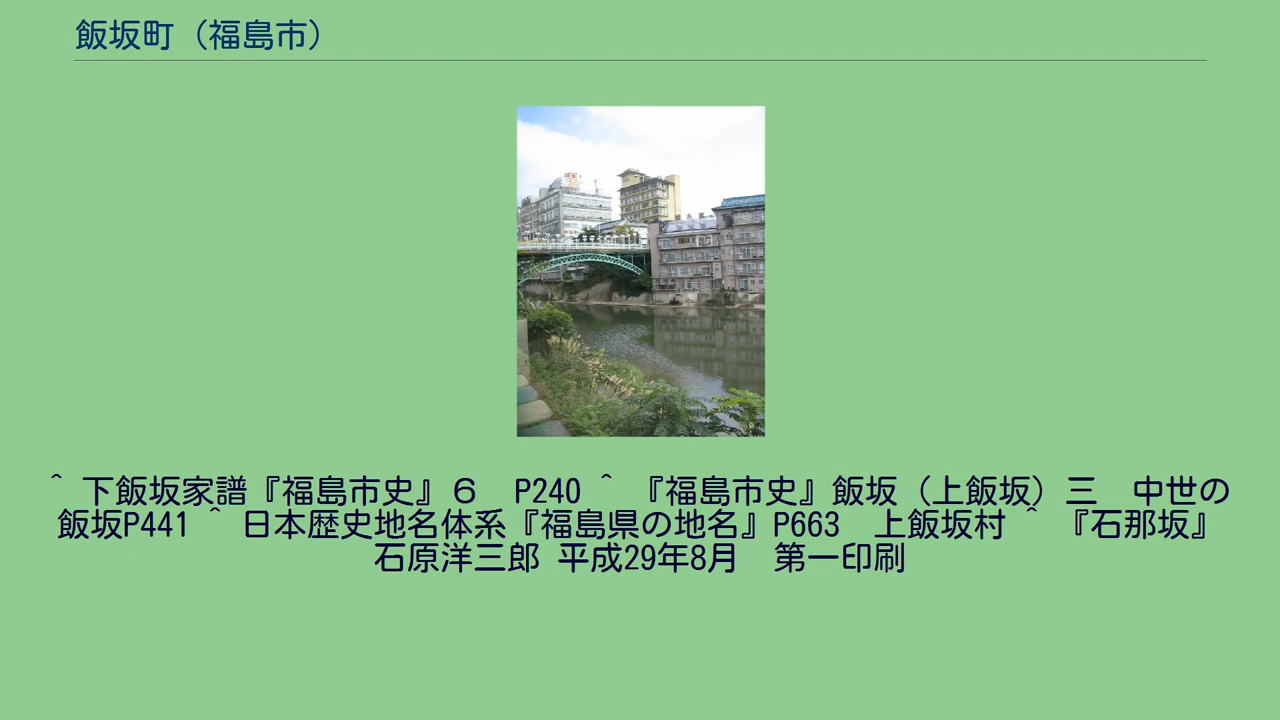 飯坂町（福島市）
^ 下飯坂家譜『福島市史』６　P240 ^ 『福島市史』飯坂（上飯坂）三　中世の
飯坂P441 ^ 日本歴史地名体系『福島県の地名』P663　上飯坂村 ^ 『石那坂』
石原洋三郎 平成29年8月　第一印刷